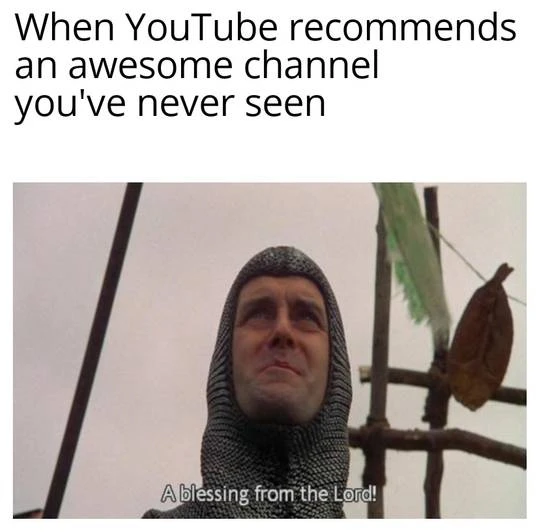 When YouTube recommends
an awesome channel
you've never seen
A blessing from the Lord!